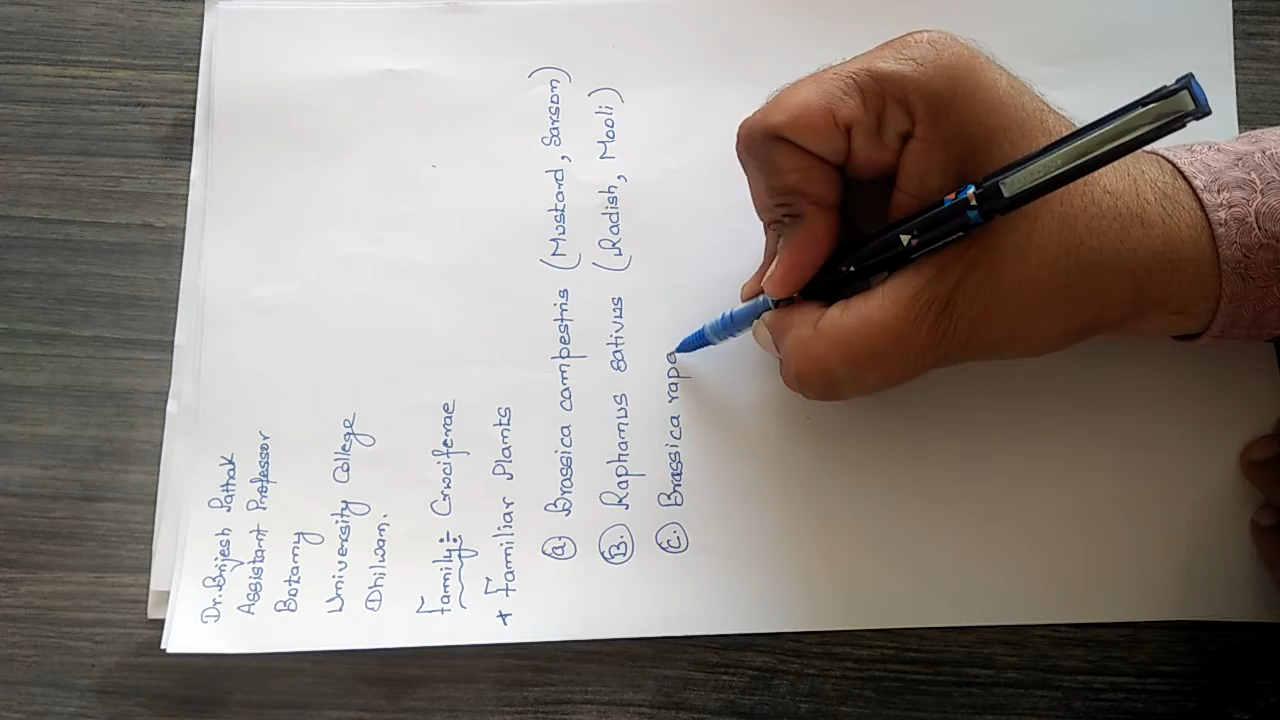 Dr. Brijesh Pathak
Assistant Professor
Botany
University College
Dhilwan.
Family:- Cruciferae
+ Familiar Plants
(a) Brassica campestris (Mustard, Sarson)
(B.) Raphanus sativus (Radish, Mooli)
(C.) Brassica rapa